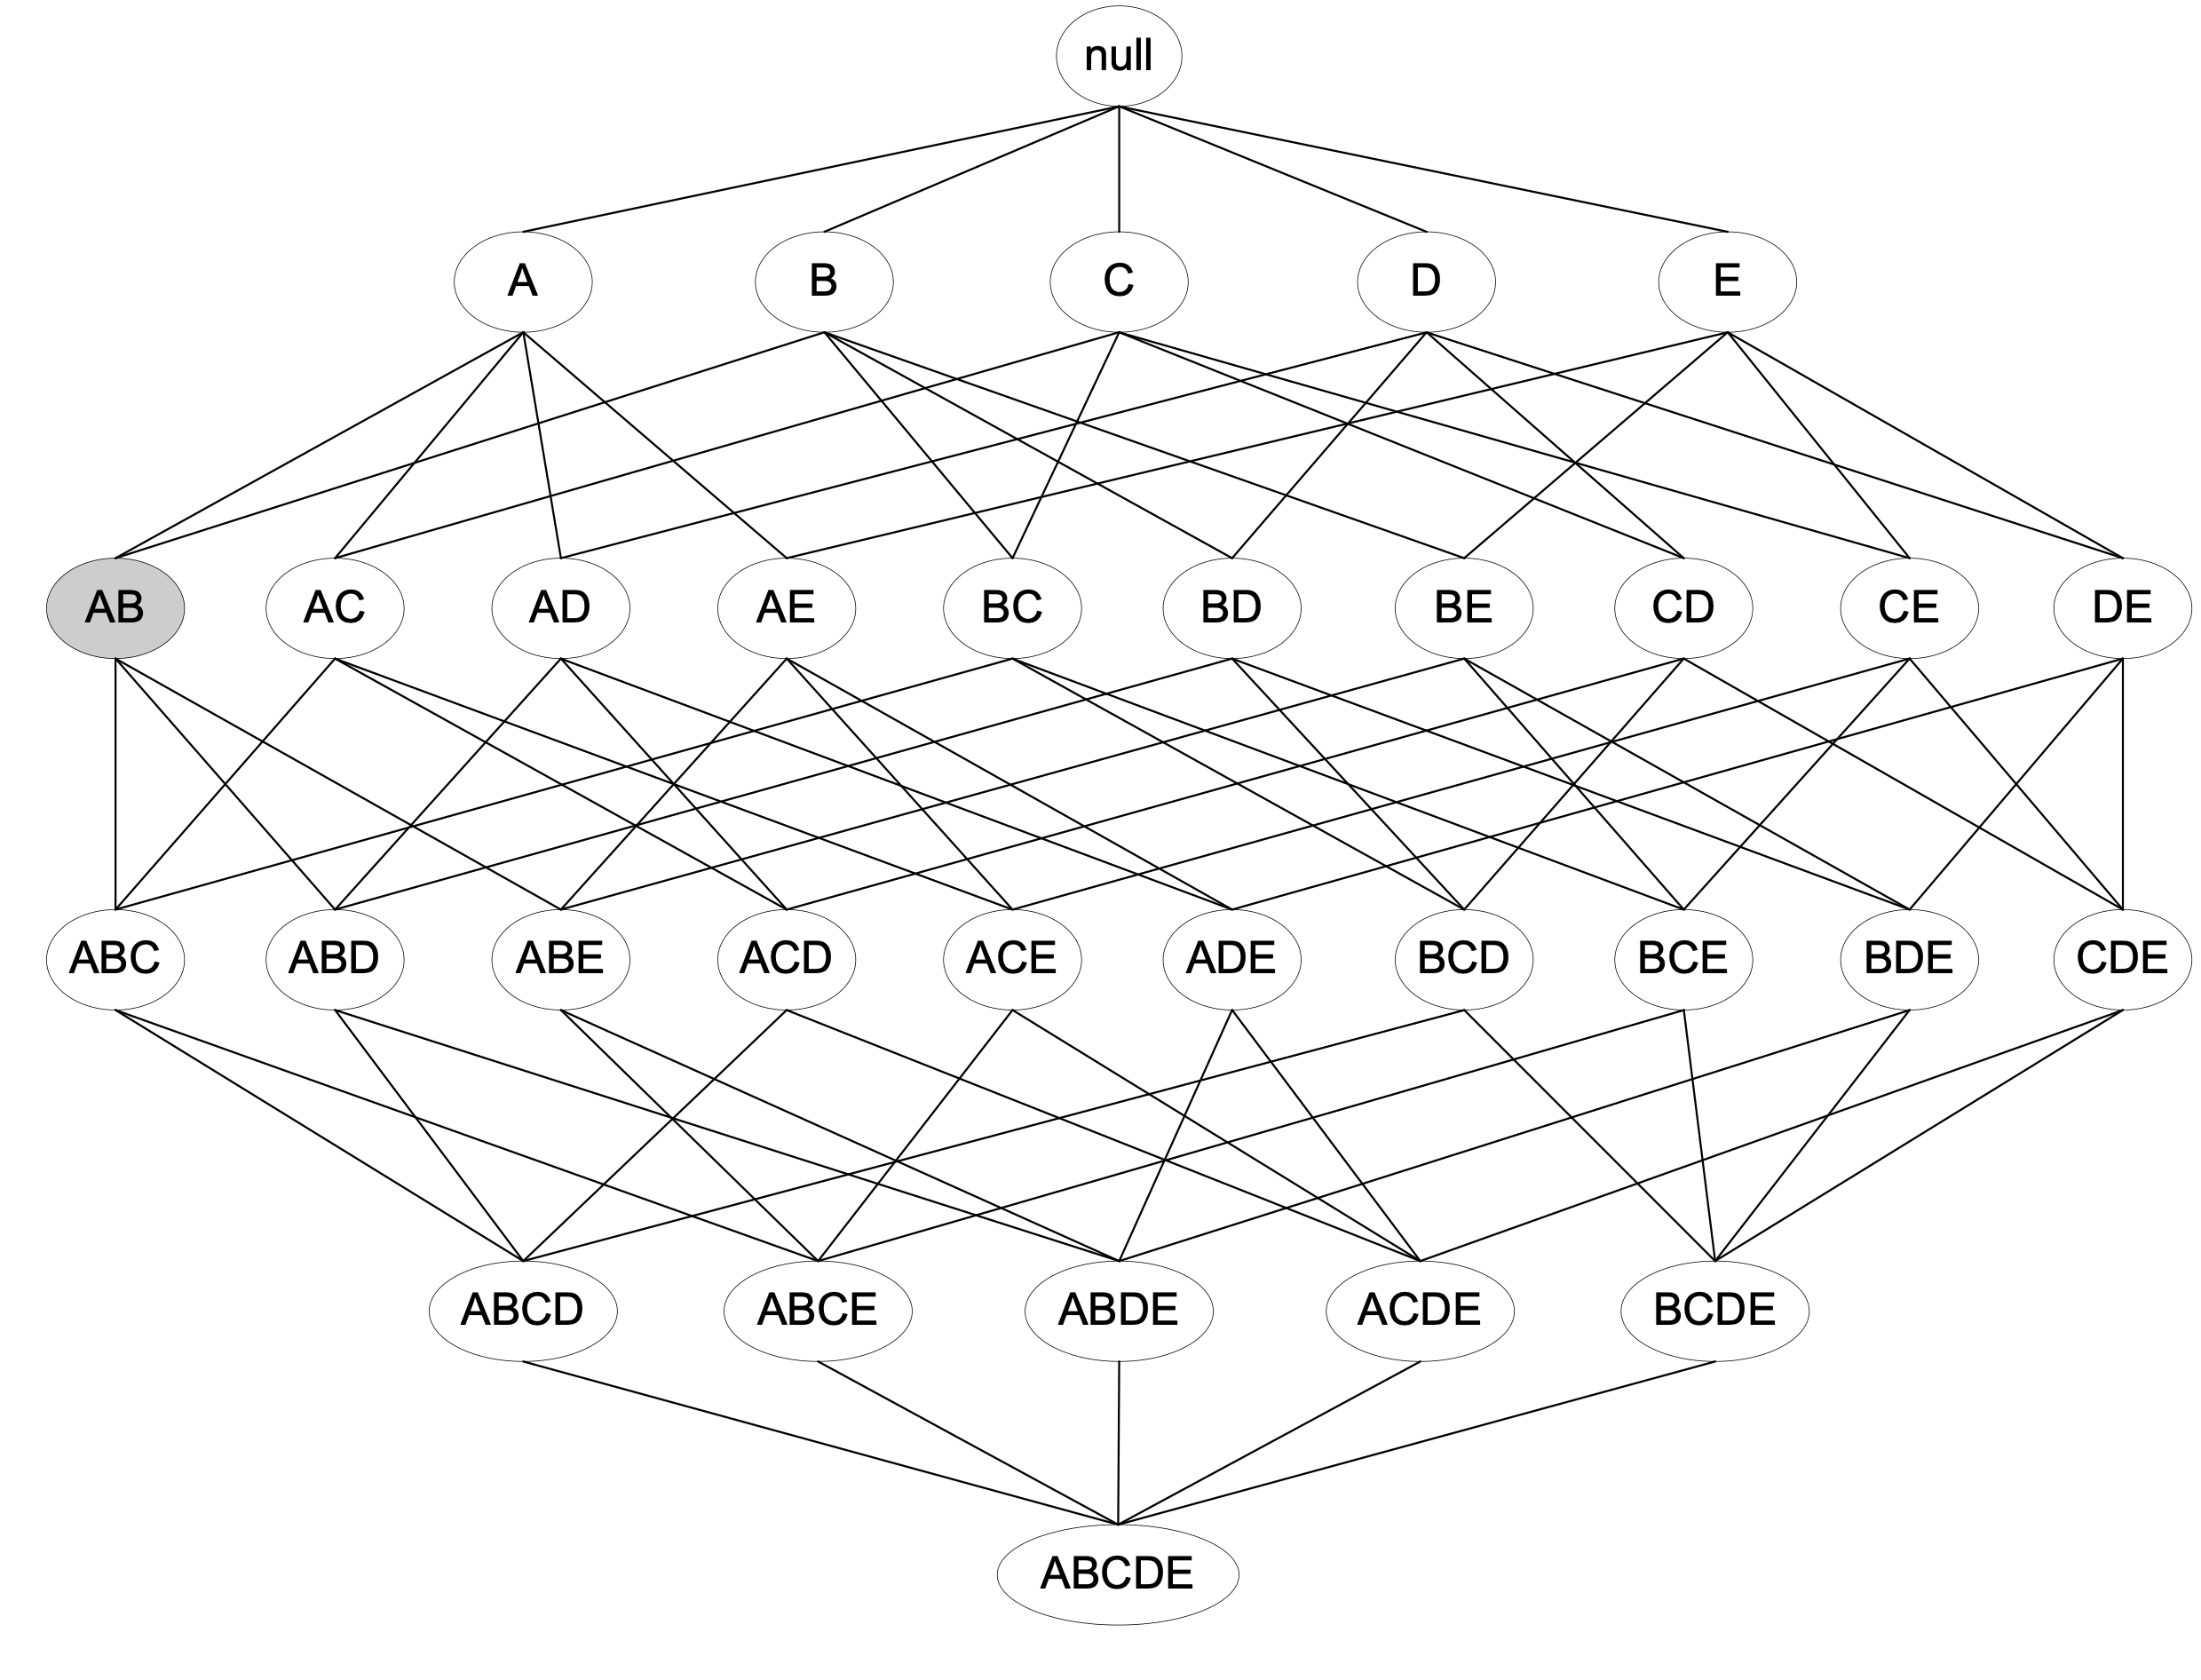 null
A B C D E
AB AC AD AE BC BD BE CD CE DE
ABC ABD ABE ACD ACE ADE BCD BCE BDE CDE
ABCD ABCE ABDE ACDE BCDE
ABCDE